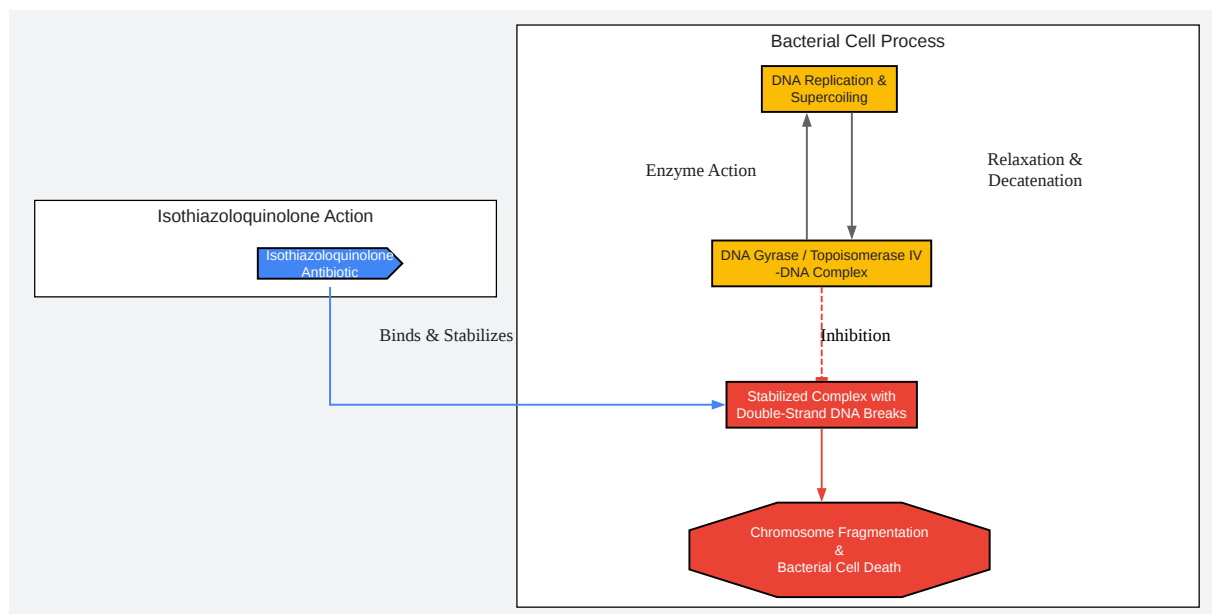 Bacterial Cell Process
DNA Replication &
Supercoiling
Enzyme Action
Relaxation &
Decatenation
Isothiazoloquinolone Action
Isothiazoloquinolone
Antibiotic
DNA Gyrase / Topoisomerase IV
-DNA Complex
Binds & Stabilizes
Inhibition
Stabilized Complex with
Double-Strand DNA Breaks
Chromosome Fragmentation
&
Bacterial Cell Death